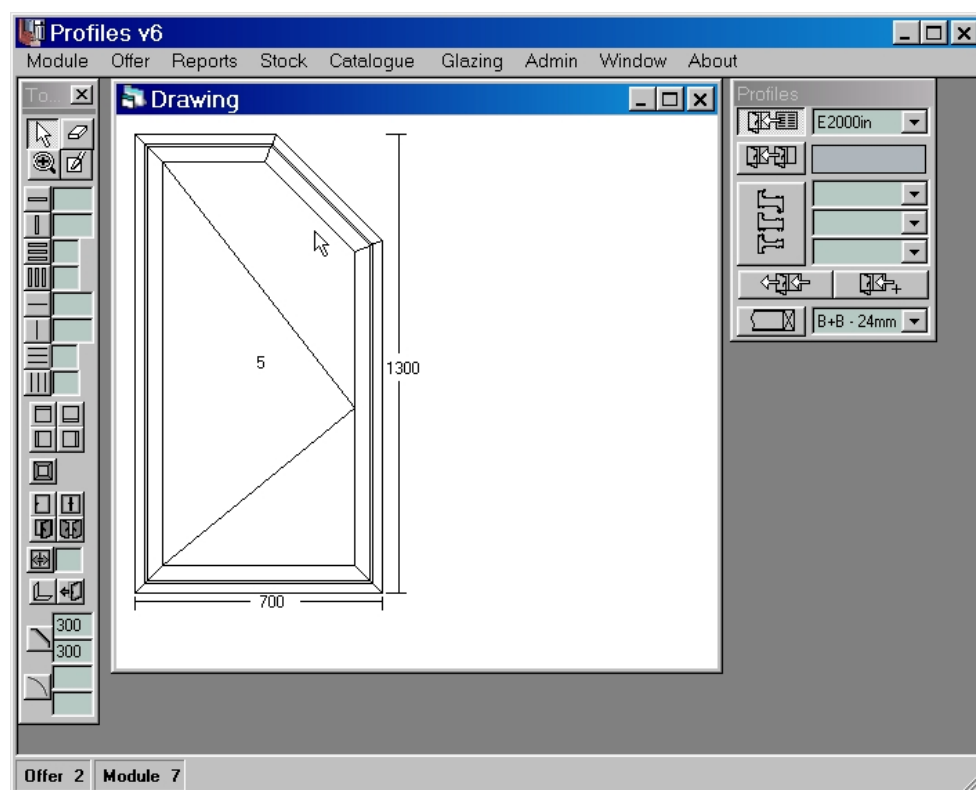 Profiles v6
Module Offer Reports Stock Catalogue Glazing Admin Window About
To...
Drawing
Profiles
E2000in
B+B - 24mm
5
1300
700
300
300
Offer 2 Module 7